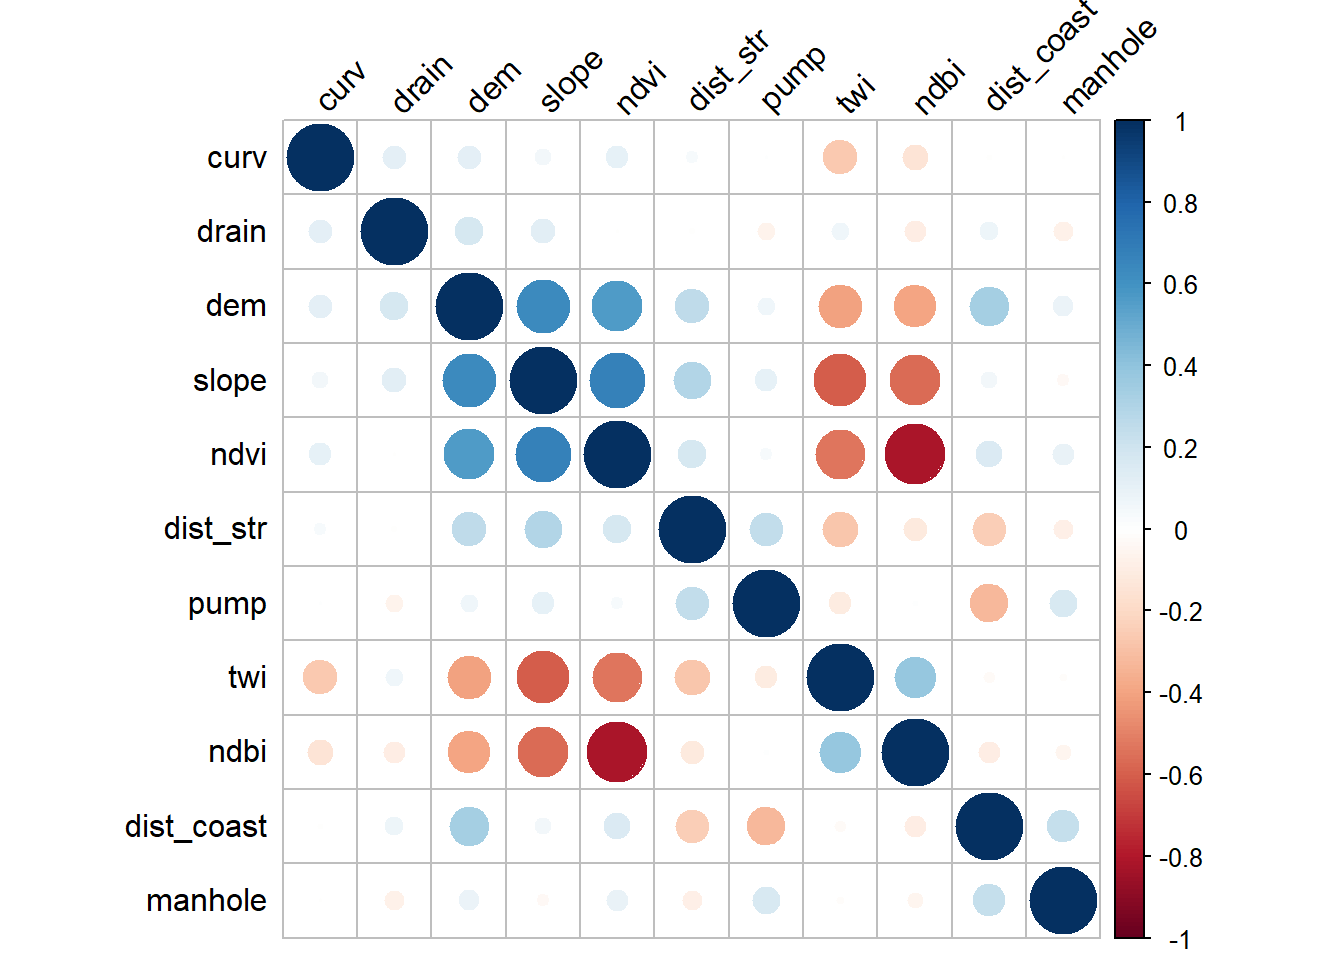 curv drain dem slope ndvi dist_str pump twi ndbi dist_coast manhole
curv
drain
dem
slope
ndvi
dist_str
pump
twi
ndbi
dist_coast
manhole
1
0.8
0.6
0.4
0.2
0
-0.2
-0.4
-0.6
-0.8
-1